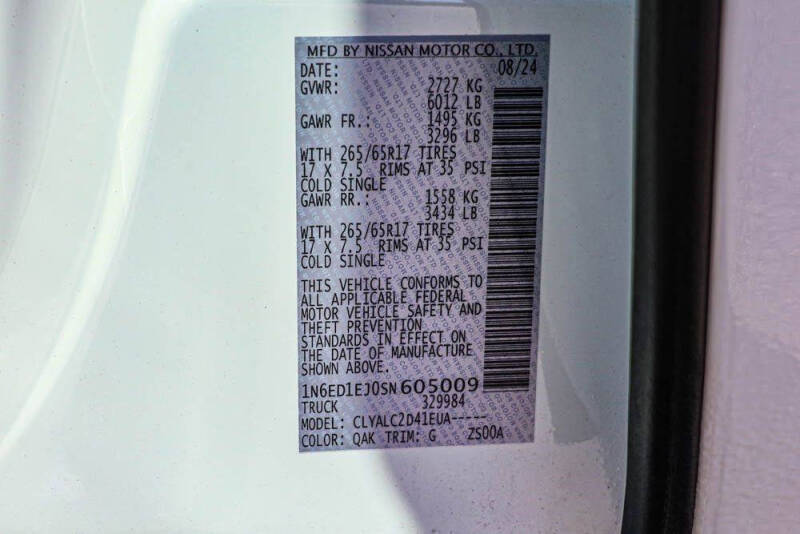 MFD BY NISSAN MOTOR CO., LTD.
DATE: 08/24
GVWR: 2727 KG
6012 LB
GAWR FR.: 1495 KG
3296 LB
WITH 265/65R17 TIRES
17 X 7.5 RIMS AT 35 PSI
COLD SINGLE
GAWR RR.: 1558 KG
3434 LB
WITH 265/65R17 TIRES
17 X 7.5 RIMS AT 35 PSI
COLD SINGLE
THIS VEHICLE CONFORMS TO
ALL APPLICABLE FEDERAL
MOTOR VEHICLE SAFETY AND
THEFT PREVENTION
STANDARDS IN EFFECT ON
THE DATE OF MANUFACTURE
SHOWN ABOVE.
1N6ED1EJ0SN605009
TRUCK 329984
MODEL: CLYALC2D41EUA-----
COLOR: QAK TRIM: G ZS00A